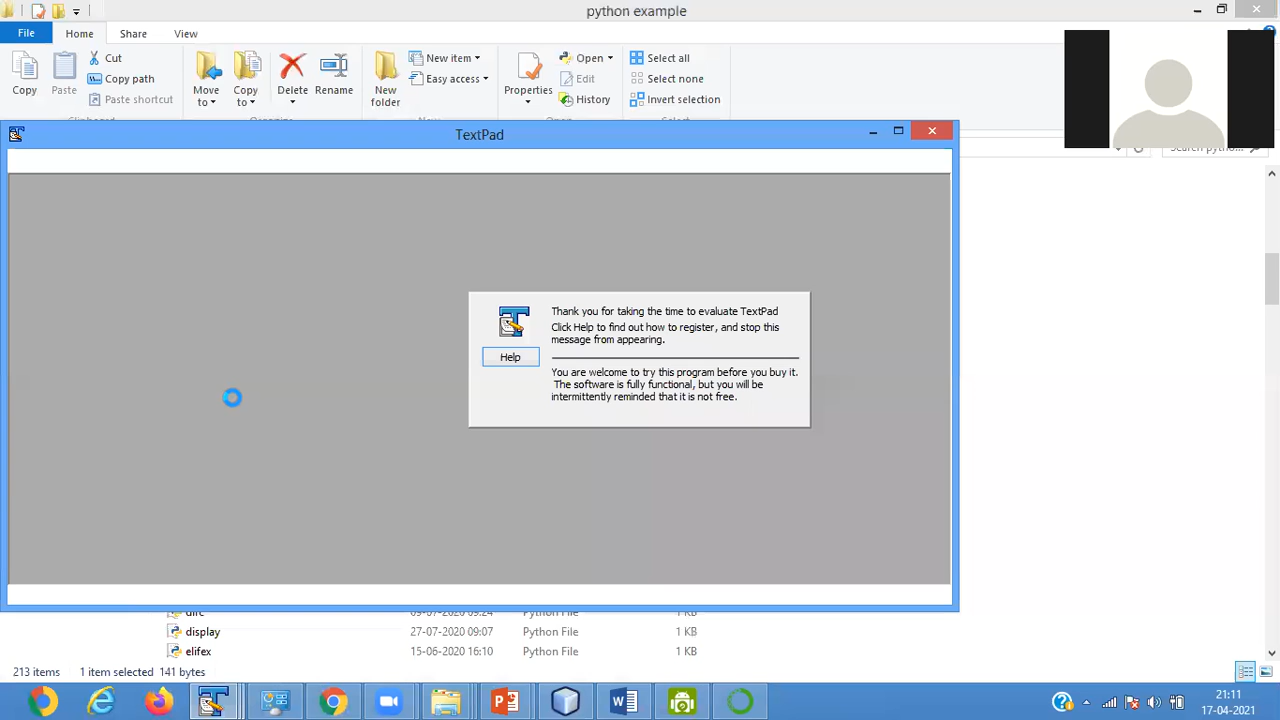 python example
File Home Share View
Cut
Copy path
Paste shortcut
Copy
Paste
Move to
Copy to
Delete
Rename
New folder
New item
Easy access
Properties
Open
Edit
History
Select all
Select none
Invert selection
TextPad
Thank you for taking the time to evaluate TextPad
Click Help to find out how to register, and stop this
message from appearing.
Help
You are welcome to try this program before you buy it.
The software is fully functional, but you will be
intermittently reminded that it is not free.
display 27-07-2020 09:07 Python File 1 KB
elifex 15-06-2020 16:10 Python File 1 KB
213 items 1 item selected 141 bytes
21:11
17-04-2021